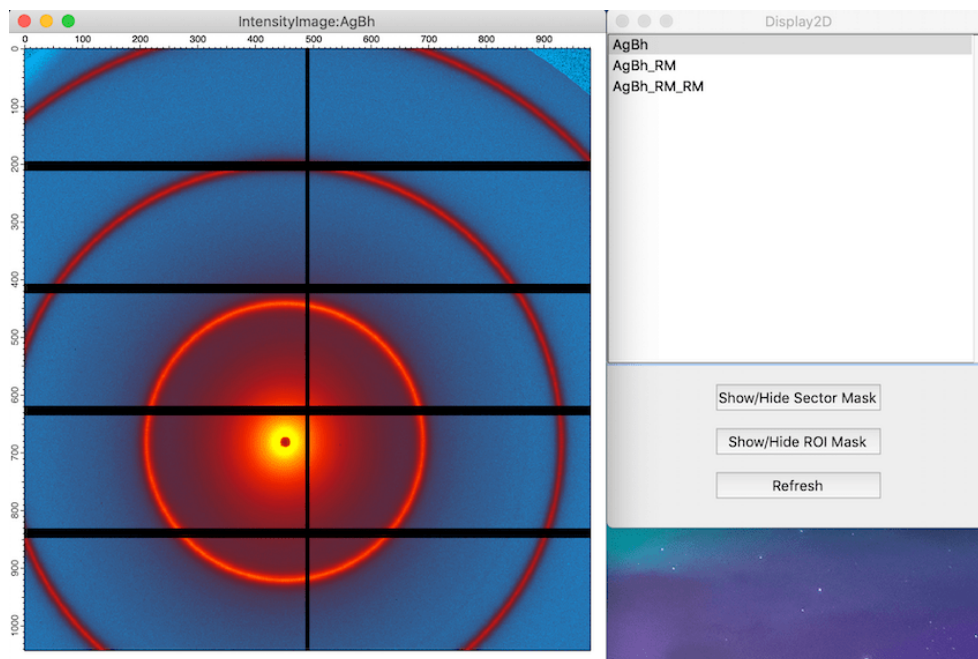 IntensityImage:AgBh
0 100 200 300 400 500 600 700 800 900
0
100
200
300
400
500
600
700
800
900
1000
Display2D
AgBh
AgBh_RM
AgBh_RM_RM
Show/Hide Sector Mask
Show/Hide ROI Mask
Refresh